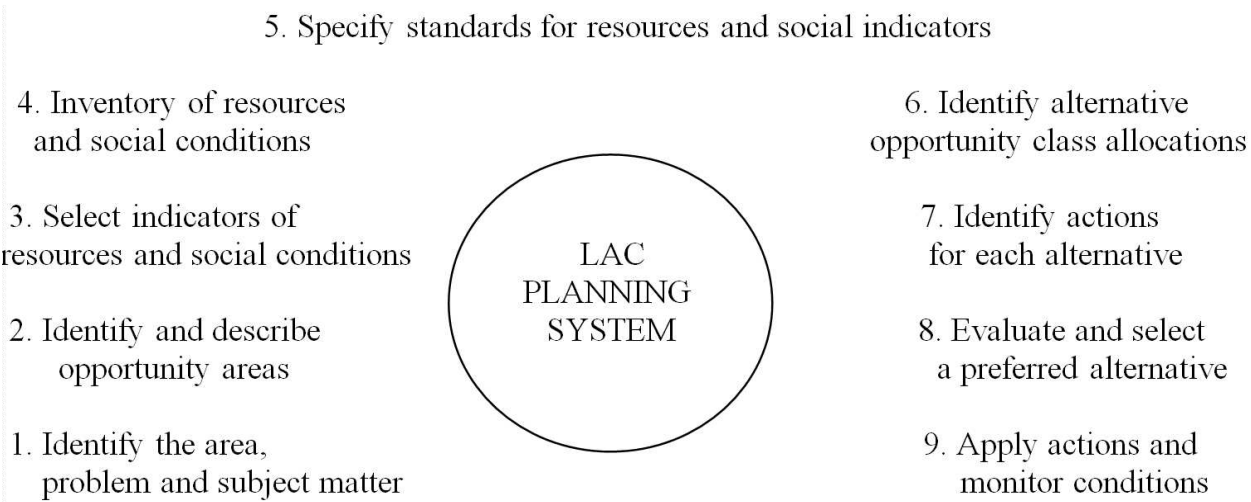 5. Specify standards for resources and social indicators
4. Inventory of resources
and social conditions
6. Identify alternative
opportunity class allocations
3. Select indicators of
resources and social conditions
7. Identify actions
for each alternative
LAC
PLANNING
SYSTEM
2. Identify and describe
opportunity areas
8. Evaluate and select
a preferred alternative
1. Identify the area,
problem and subject matter
9. Apply actions and
monitor conditions